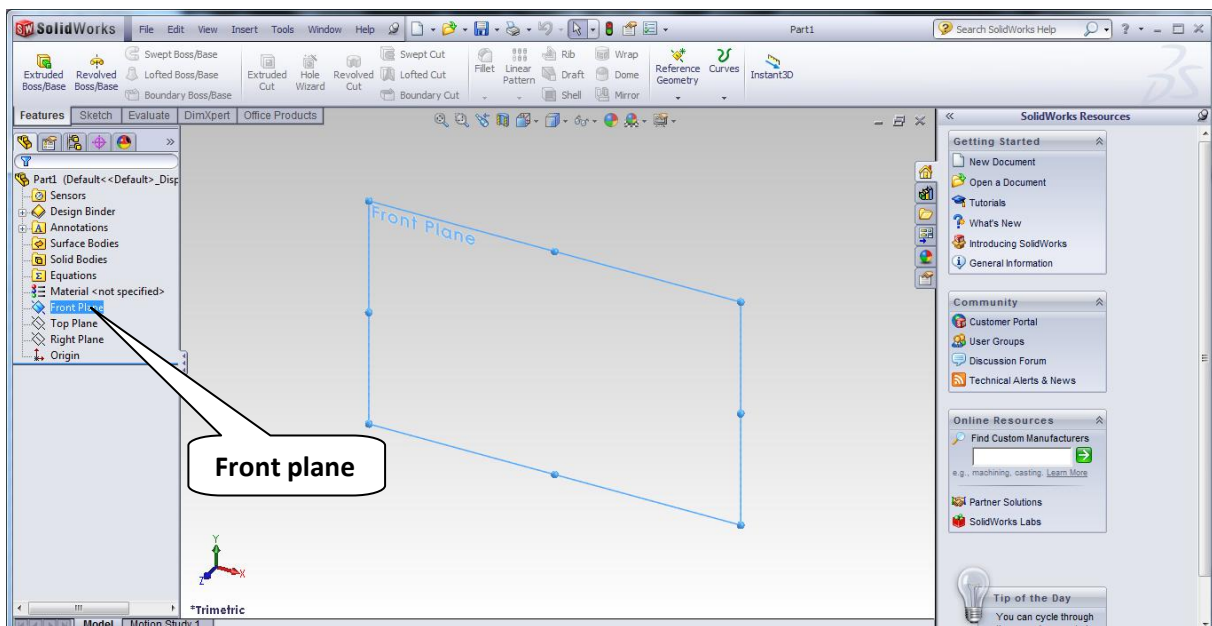 SolidWorks File Edit View Insert Tools Window Help Part1 Search SolidWorks Help
Extruded Boss/Base
Revolved Boss/Base
Swept Boss/Base
Lofted Boss/Base
Boundary Boss/Base
Extruded Cut
Hole Wizard
Revolved Cut
Swept Cut
Lofted Cut
Boundary Cut
Fillet
Linear Pattern
Rib
Draft
Shell
Wrap
Dome
Mirror
Reference Geometry
Curves
Instant3D
Features Sketch Evaluate DimXpert Office Products
Part1 (Default<<Default>_Disp
Sensors
Design Binder
Annotations
Surface Bodies
Solid Bodies
Equations
Material <not specified>
Front Plane
Top Plane
Right Plane
Origin
Front Plane
Front plane
Y
Z
X
*Trimetric
Model Motion Study 1
SolidWorks Resources
Getting Started
New Document
Open a Document
Tutorials
What's New
Introducing SolidWorks
General Information
Community
Customer Portal
User Groups
Discussion Forum
Technical Alerts & News
Online Resources
Find Custom Manufacturers
e.g., machining, casting. Learn More
Partner Solutions
SolidWorks Labs
Tip of the Day
You can cycle through